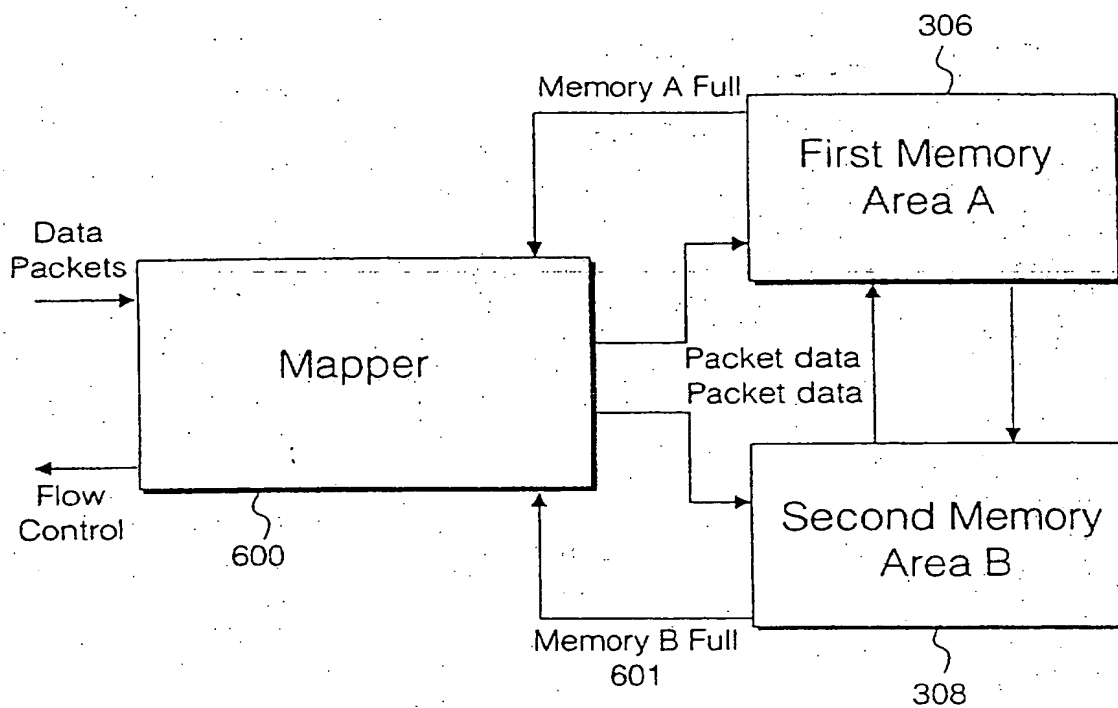 306
Memory A Full
First Memory
Area A
Data
Packets
Mapper
Packet data
Packet data
Flow
Control
600
Second Memory
Area B
Memory B Full
601
308